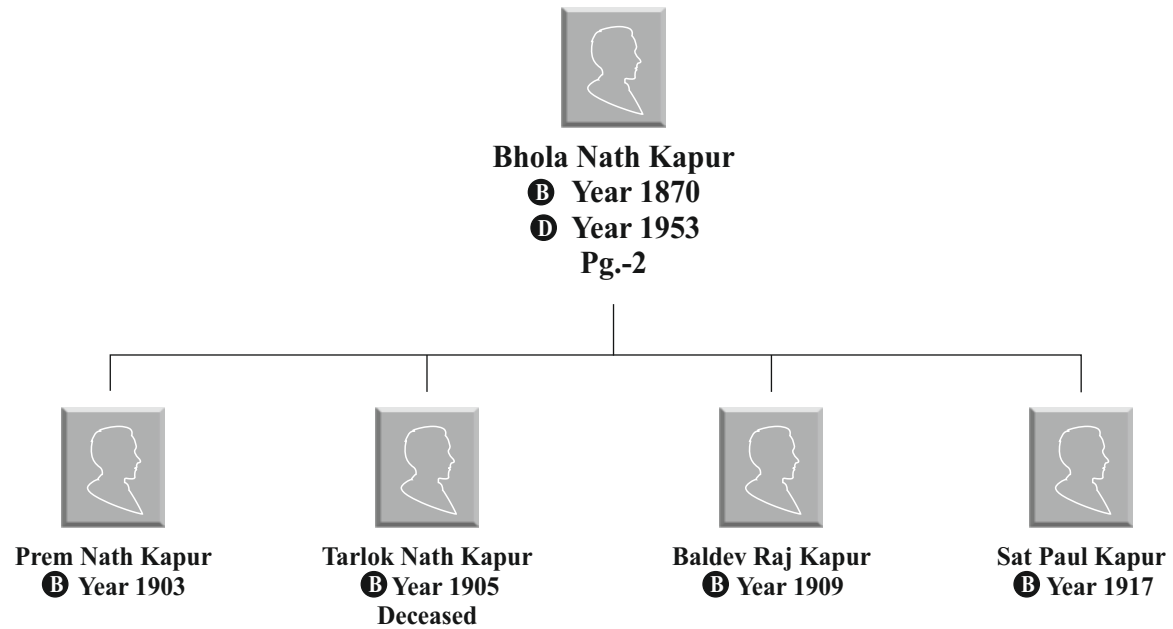 Bhola Nath Kapur
B Year 1870
D Year 1953
Pg.-2
Prem Nath Kapur
B Year 1903
Tarlok Nath Kapur
B Year 1905
Deceased
Baldev Raj Kapur
B Year 1909
Sat Paul Kapur
B Year 1917